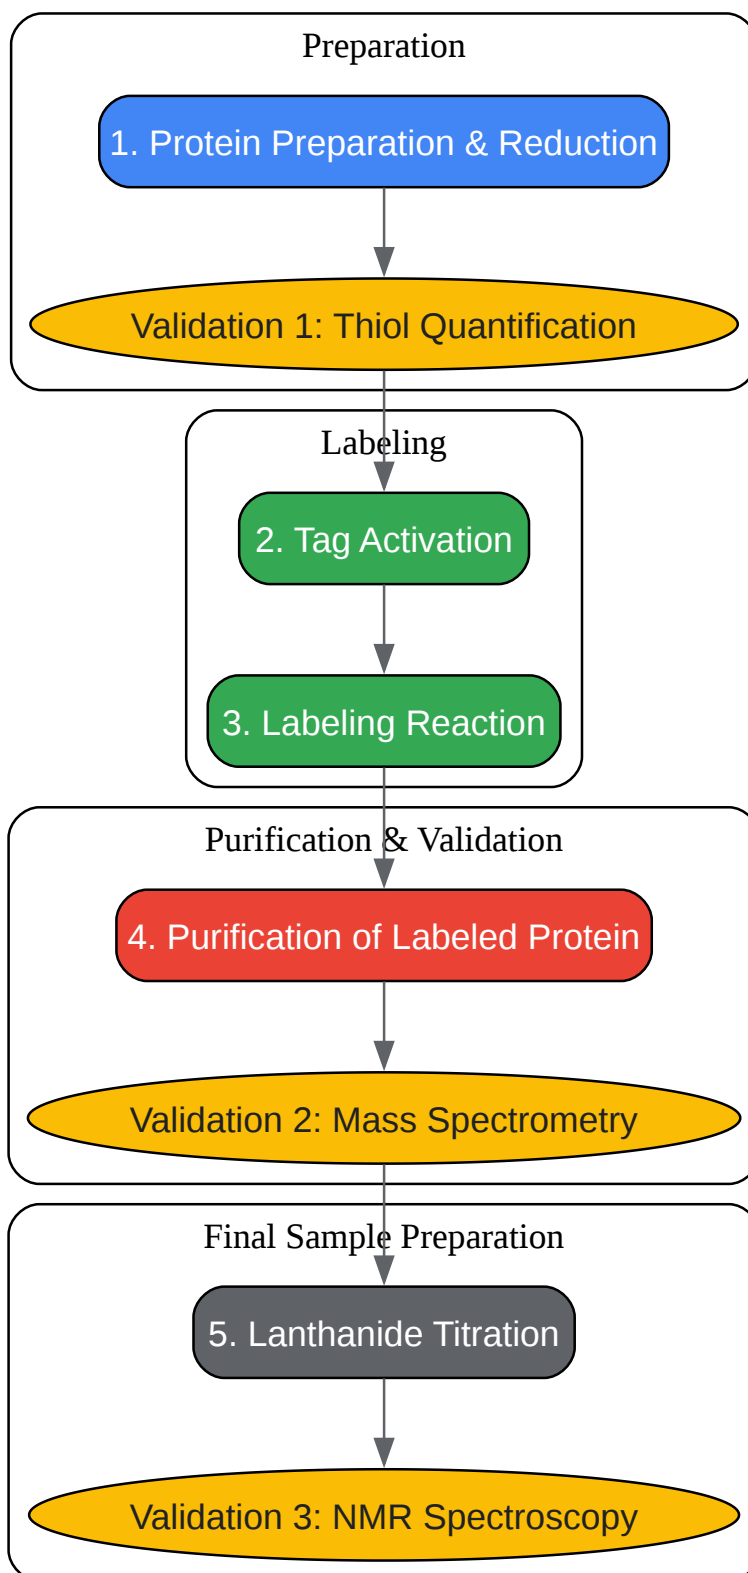 Preparation
1. Protein Preparation & Reduction
Validation 1: Thiol Quantification
Labeling
2. Tag Activation
3. Labeling Reaction
Purification & Validation
4. Purification of Labeled Protein
Validation 2: Mass Spectrometry
Final Sample Preparation
5. Lanthanide Titration
Validation 3: NMR Spectroscopy